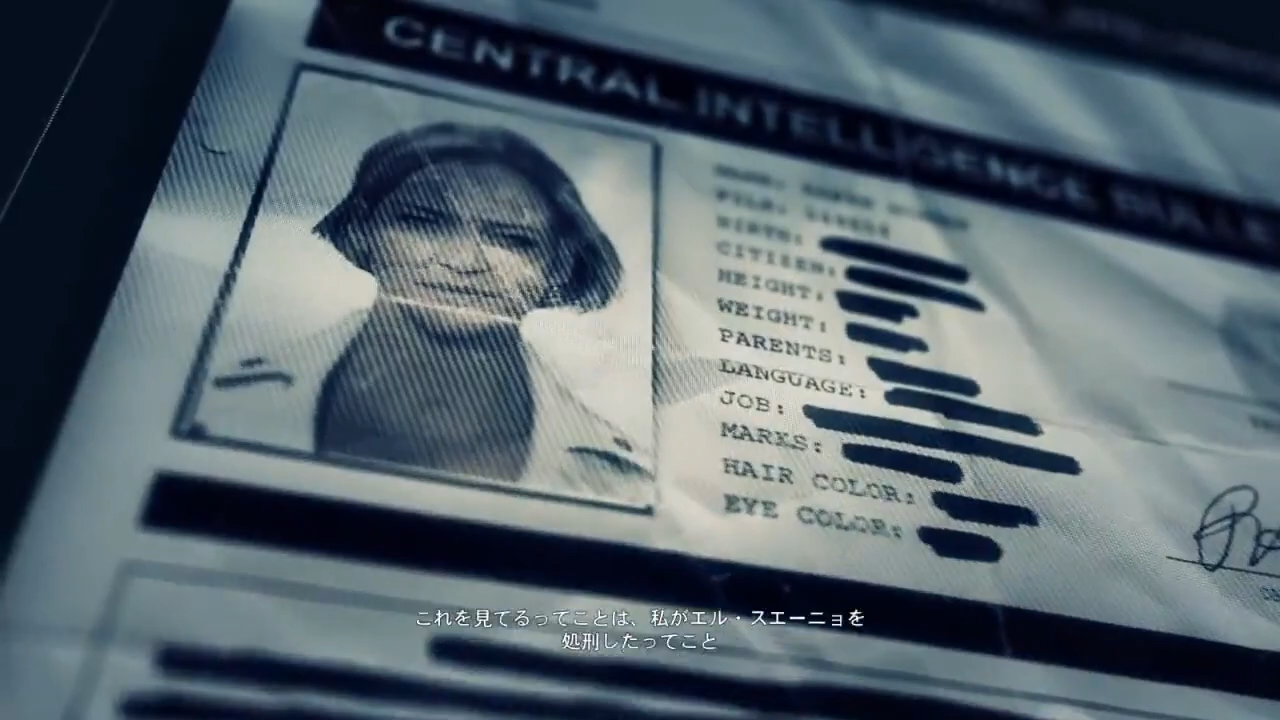 CENTRAL INTELLIGENCE BULLE
BIRTH:
CITIZEN:
HEIGHT:
WEIGHT:
PARENTS:
LANGUAGE:
JOB:
MARKS:
HAIR COLOR:
EYE COLOR:
これを見てるってことは、私がエル・スエーニョを
処刑したってこと